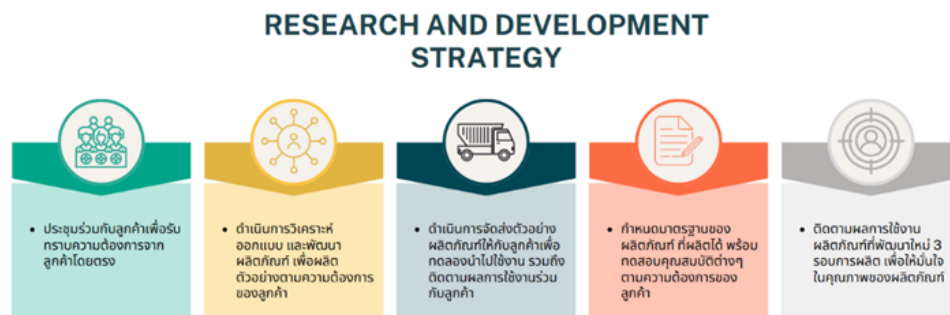 RESEARCH AND DEVELOPMENT
STRATEGY
• ประชุมร่วมกับลูกค้าเพื่อรับ
ทราบความต้องการจาก
ลูกค้าโดยตรง
• ดำเนินการวิเคราะห์
ออกแบบ และพัฒนา
ผลิตภัณฑ์ เพื่อผลิต
ตัวอย่างตามความต้องการ
ของลูกค้า
• ดำเนินการจัดส่งตัวอย่าง
ผลิตภัณฑ์ให้กับลูกค้าเพื่อ
ทดลองนำไปใช้งาน รวมถึง
ติดตามผลการใช้งานร่วม
กับลูกค้า
• กำหนดมาตรฐานของ
ผลิตภัณฑ์ ที่ผลิตได้ พร้อม
ทดสอบคุณสมบัติต่างๆ
ตามความต้องการของ
ลูกค้า
• ติดตามผลการใช้งาน
ผลิตภัณฑ์ที่พัฒนาใหม่ 3
รอบการผลิต เพื่อให้มั่นใจ
ในคุณภาพของผลิตภัณฑ์